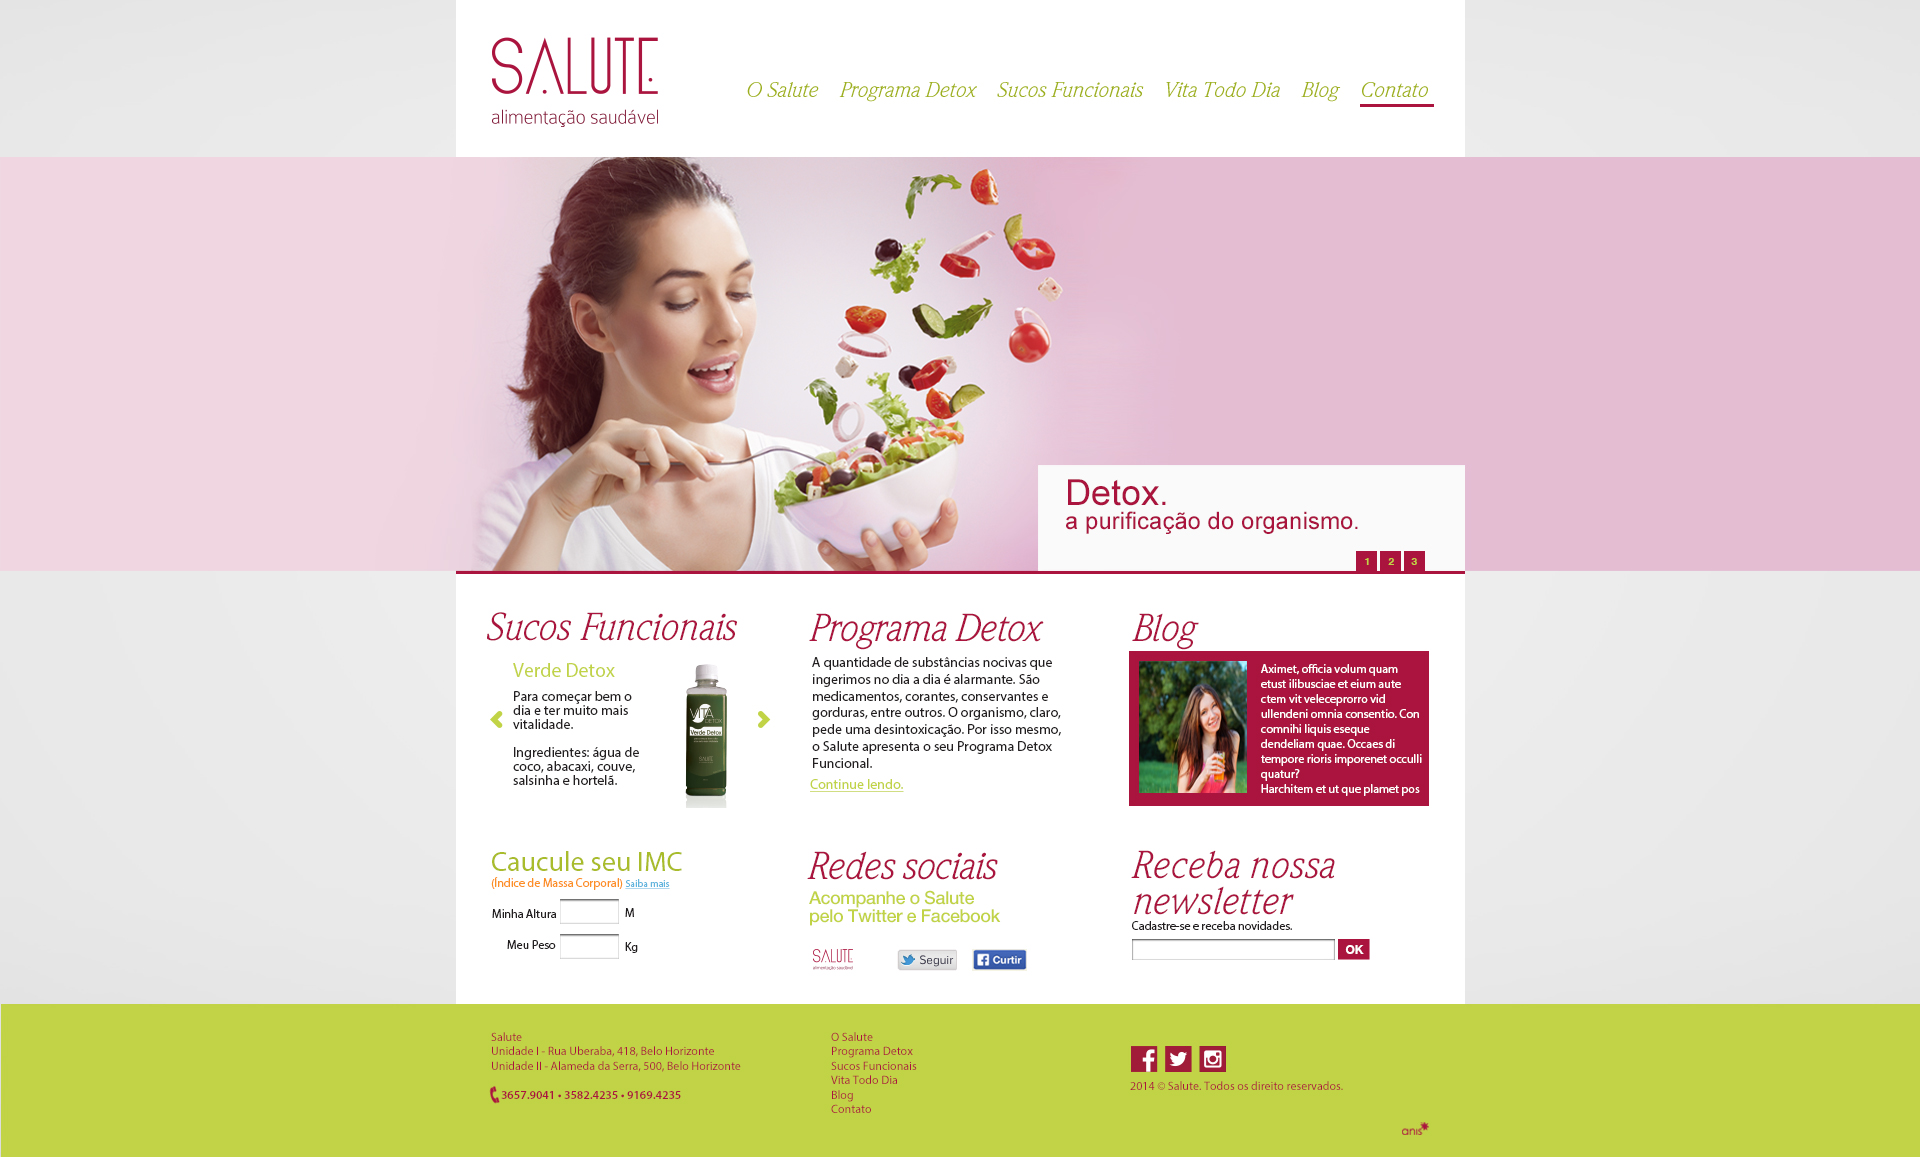 SALUTE
alimentação saudável
O Salute Programa Detox Sucos Funcionais Vita Todo Dia Blog Contato
Detox.
a purificação do organismo.
1 2 3
Sucos Funcionais
Verde Detox
Para começar bem o
dia e ter muito mais
vitalidade.
Ingredientes: água de
coco, abacaxi, couve,
salsinha e hortelã.
VITA
DETOX
Verde Detox
SALUTE
Programa Detox
A quantidade de substâncias nocivas que
ingerimos no dia a dia é alarmante. São
medicamentos, corantes, conservantes e
gorduras, entre outros. O organismo, claro,
pede uma desintoxicação. Por isso mesmo,
o Salute apresenta o seu Programa Detox
Funcional.
Continue lendo.
Blog
Aximet, officia volum quam
etust ilibusciae et eium aute
ctem vit veleceprorro vid
ullendeni omnia consentio. Con
comnihi liquis eseque
dendeliam quae. Occaes di
tempore rioris imporenet occulli
quatur?
Harchitem et ut que plamet pos
Caucule seu IMC
(Índice de Massa Corporal) Saiba mais
Minha Altura M
Meu Peso Kg
Redes sociais
Acompanhe o Salute
pelo Twitter e Facebook
SALUTE
alimentação saudável
Seguir
Curtir
Receba nossa
newsletter
Cadastre-se e receba novidades.
OK
Salute
Unidade I - Rua Uberaba, 418, Belo Horizonte
Unidade II - Alameda da Serra, 500, Belo Horizonte
3657.9041 • 3582.4235 • 9169.4235
O Salute
Programa Detox
Sucos Funcionais
Vita Todo Dia
Blog
Contato
2014 © Salute. Todos os direito reservados.
anis